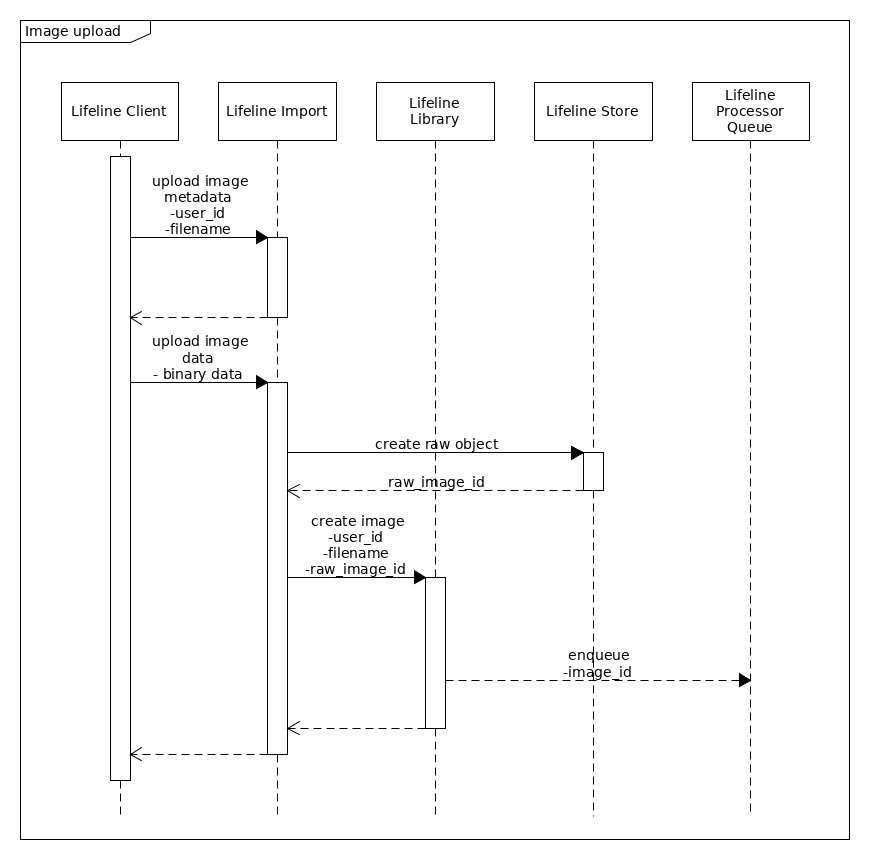 Image upload
Lifeline Client
Lifeline Import
Lifeline
Library
Lifeline Store
Lifeline
Processor
Queue
upload image
metadata
-user_id
-filename
upload image
data
- binary data
create raw object
raw_image_id
create image
-user_id
-filename
-raw_image_id
enqueue
-image_id